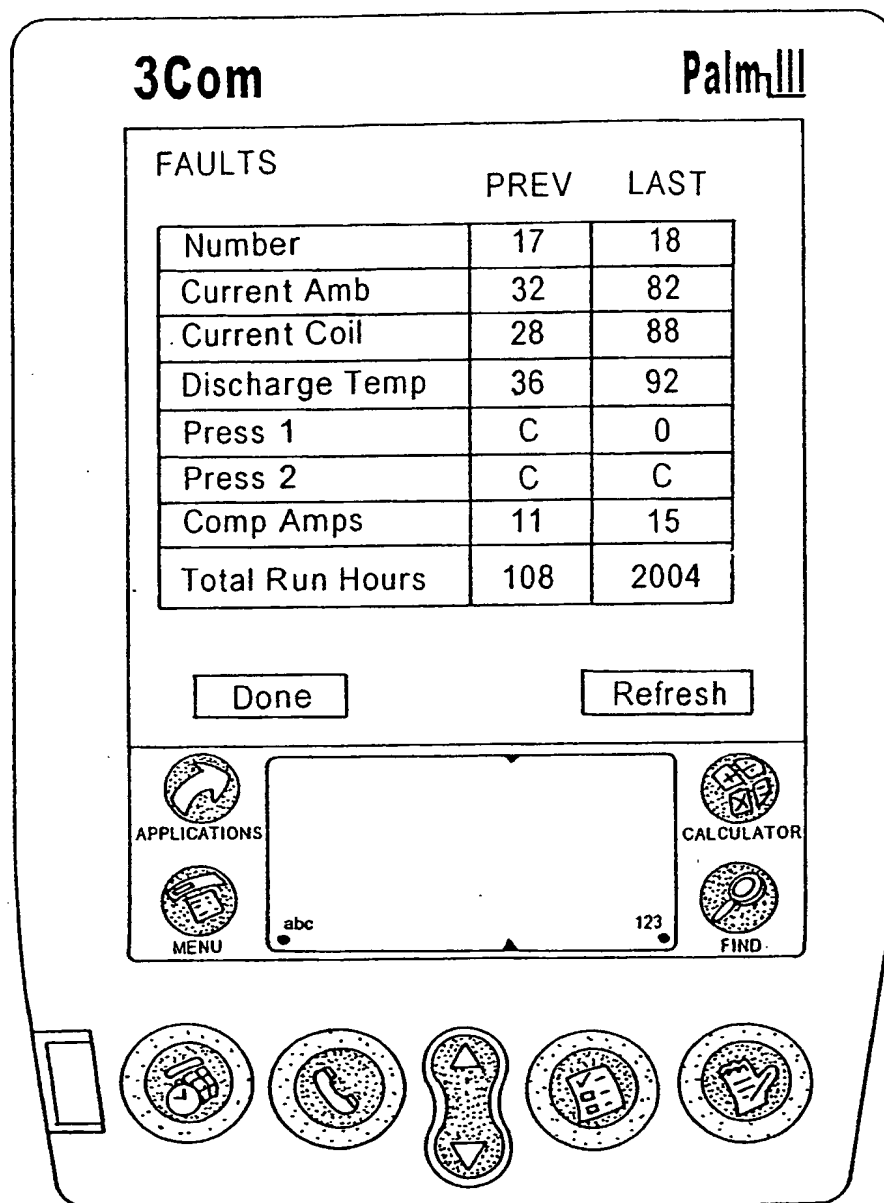 3Com Palm III
FAULTS
PREV LAST
Number 17 18
Current Amb 32 82
Current Coil 28 88
Discharge Temp 36 92
Press 1 C 0
Press 2 C C
Comp Amps 11 15
Total Run Hours 108 2004
Done Refresh
APPLICATIONS CALCULATOR
abc 123
MENU FIND